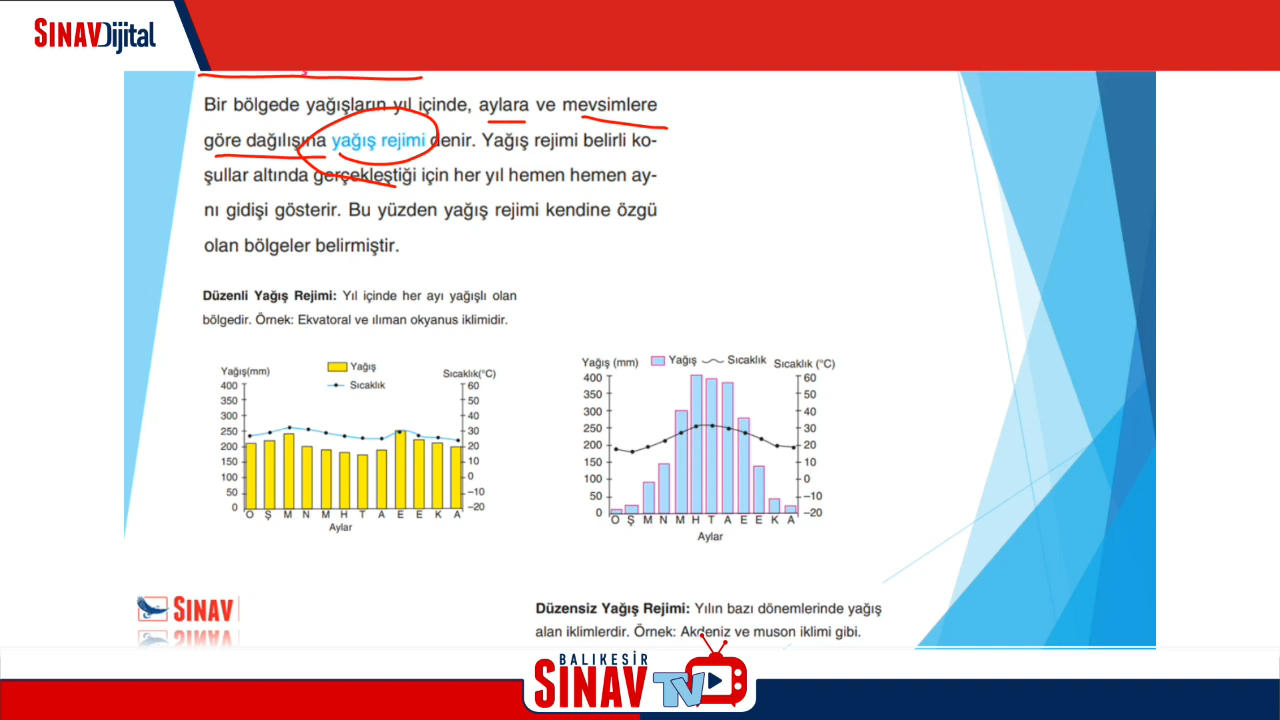 SINAVDijital
Bir bölgede yağışların yıl içinde, aylara ve mevsimlere
göre dağılışına yağış rejimi denir. Yağış rejimi belirli ko-
şullar altında gerçekleştiği için her yıl hemen hemen ay-
nı gidişi gösterir. Bu yüzden yağış rejimi kendine özgü
olan bölgeler belirmiştir.
Düzenli Yağış Rejimi: Yıl içinde her ayı yağışlı olan
bölgedir. Örnek: Ekvatoral ve ılıman okyanus iklimidir.
Yağış(mm)
Yağış
Sıcaklık
Sıcaklık(°C)
400
350
300
250
200
150
100
50
0
60
50
40
30
20
10
0
–10
–20
O Ş M N M H T A E E K A
Aylar
Yağış (mm)
Yağış
Sıcaklık
Sıcaklık (°C)
400
350
300
250
200
150
100
50
0
60
50
40
30
20
10
0
–10
–20
O Ş M N M H T A E E K A
Aylar
SINAV
Düzensiz Yağış Rejimi: Yılın bazı dönemlerinde yağış
alan iklimlerdir. Örnek: Akdeniz ve muson iklimi gibi.
BALIKESİR
SINAV TV